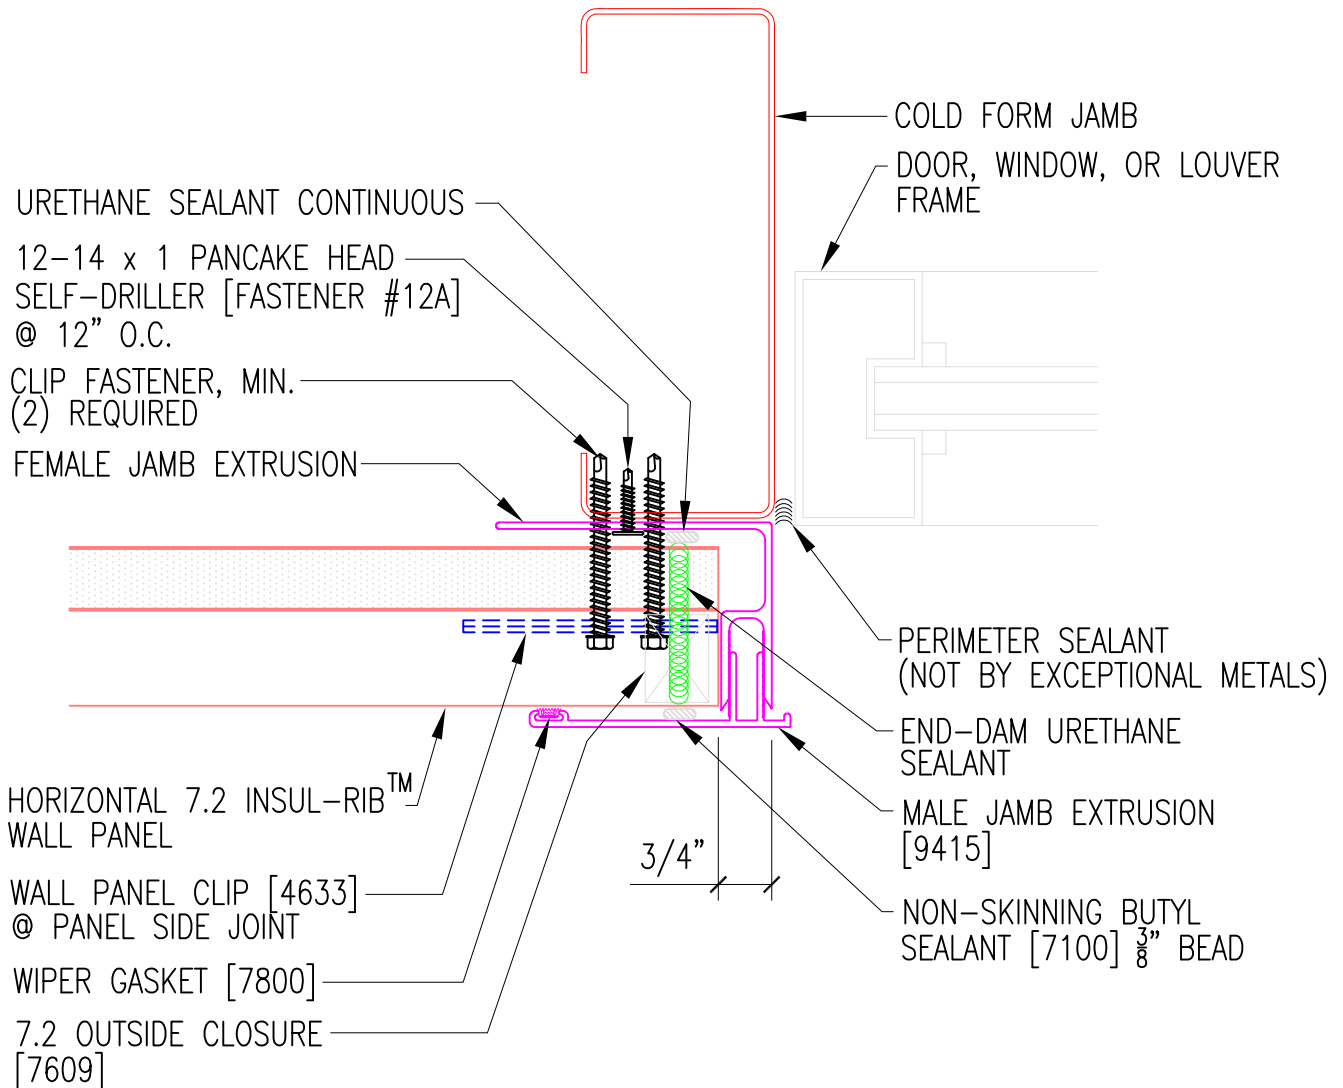 COLD FORM JAMB
DOOR, WINDOW, OR LOUVER
FRAME
URETHANE SEALANT CONTINUOUS
12-14 x 1 PANCAKE HEAD
SELF-DRILLER [FASTENER #12A]
@ 12" O.C.
CLIP FASTENER, MIN.
(2) REQUIRED
FEMALE JAMB EXTRUSION
PERIMETER SEALANT
(NOT BY EXCEPTIONAL METALS)
END-DAM URETHANE
SEALANT
MALE JAMB EXTRUSION
[9415]
NON-SKINNING BUTYL
SEALANT [7100] 3/8" BEAD
3/4"
HORIZONTAL 7.2 INSUL-RIB™
WALL PANEL
WALL PANEL CLIP [4633]
@ PANEL SIDE JOINT
WIPER GASKET [7800]
7.2 OUTSIDE CLOSURE
[7609]